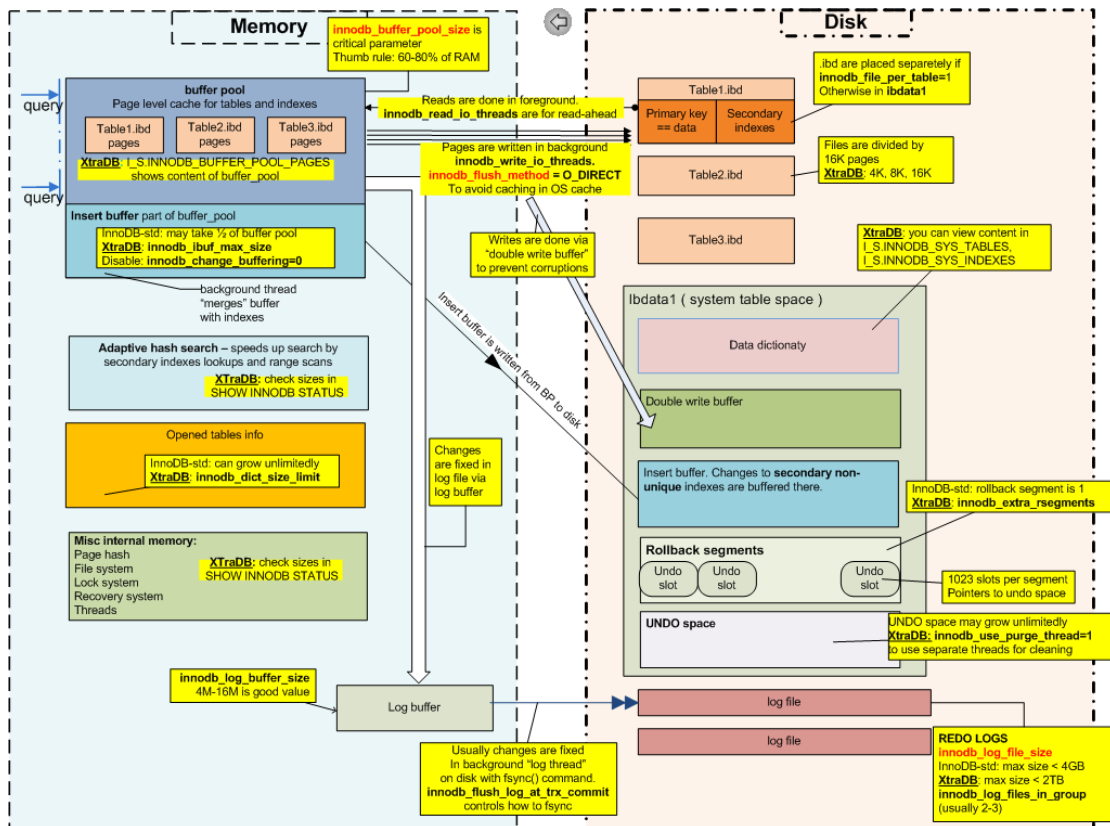 Memory
Disk
innodb_buffer_pool_size is
critical parameter
Thumb rule: 60-80% of RAM
query
query
buffer pool
Page level cache for tables and indexes
Table1.ibd
pages
Table2.ibd
pages
Table3.ibd
pages
XtraDB: I_S.INNODB_BUFFER_POOL_PAGES
shows content of buffer_pool
Insert buffer part of buffer_pool
InnoDB-std: may take ½ of buffer pool
XtraDB: innodb_ibuf_max_size
Disable: innodb_change_buffering=0
background thread
“merges” buffer
with indexes
Adaptive hash search – speeds up search by
secondary indexes lookups and range scans
XTraDB: check sizes in
SHOW INNODB STATUS
Opened tables info
InnoDB-std: can grow unlimitedly
XtraDB: innodb_dict_size_limit
Misc internal memory:
Page hash
File system
Lock system
Recovery system
Threads
XTraDB: check sizes in
SHOW INNODB STATUS
innodb_log_buffer_size
4M-16M is good value
Log buffer
Reads are done in foreground.
innodb_read_io_threads are for read-ahead
Pages are written in background
innodb_write_io_threads.
innodb_flush_method = O_DIRECT
To avoid caching in OS cache
Writes are done via
“double write buffer”
to prevent corruptions
Insert buffer is written from BP to disk
Changes
are fixed in
log file via
log buffer
Usually changes are fixed
In background “log thread”
on disk with fsync() command.
innodb_flush_log_at_trx_commit
controls how to fsync
.ibd are placed separetely if
innodb_file_per_table=1
Otherwise in ibdata1
Table1.ibd
Primary key
== data
Secondary
indexes
Files are divided by
16K pages
XtraDB: 4K, 8K, 16K
Table2.ibd
Table3.ibd
XtraDB: you can view content in
I_S.INNODB_SYS_TABLES,
I_S.INNODB_SYS_INDEXES
Ibdata1 ( system table space )
Data dictionaty
Double write buffer
Insert buffer. Changes to secondary non-
unique indexes are buffered there.
InnoDB-std: rollback segment is 1
XtraDB: innodb_extra_rsegments
Rollback segments
Undo
slot
Undo
slot
Undo
slot
1023 slots per segment
Pointers to undo space
UNDO space
UNDO space may grow unlimitedly
XtraDB: innodb_use_purge_thread=1
to use separate threads for cleaning
log file
log file
REDO LOGS
innodb_log_file_size
InnoDB-std: max size < 4GB
XtraDB: max size < 2TB
innodb_log_files_in_group
(usually 2-3)